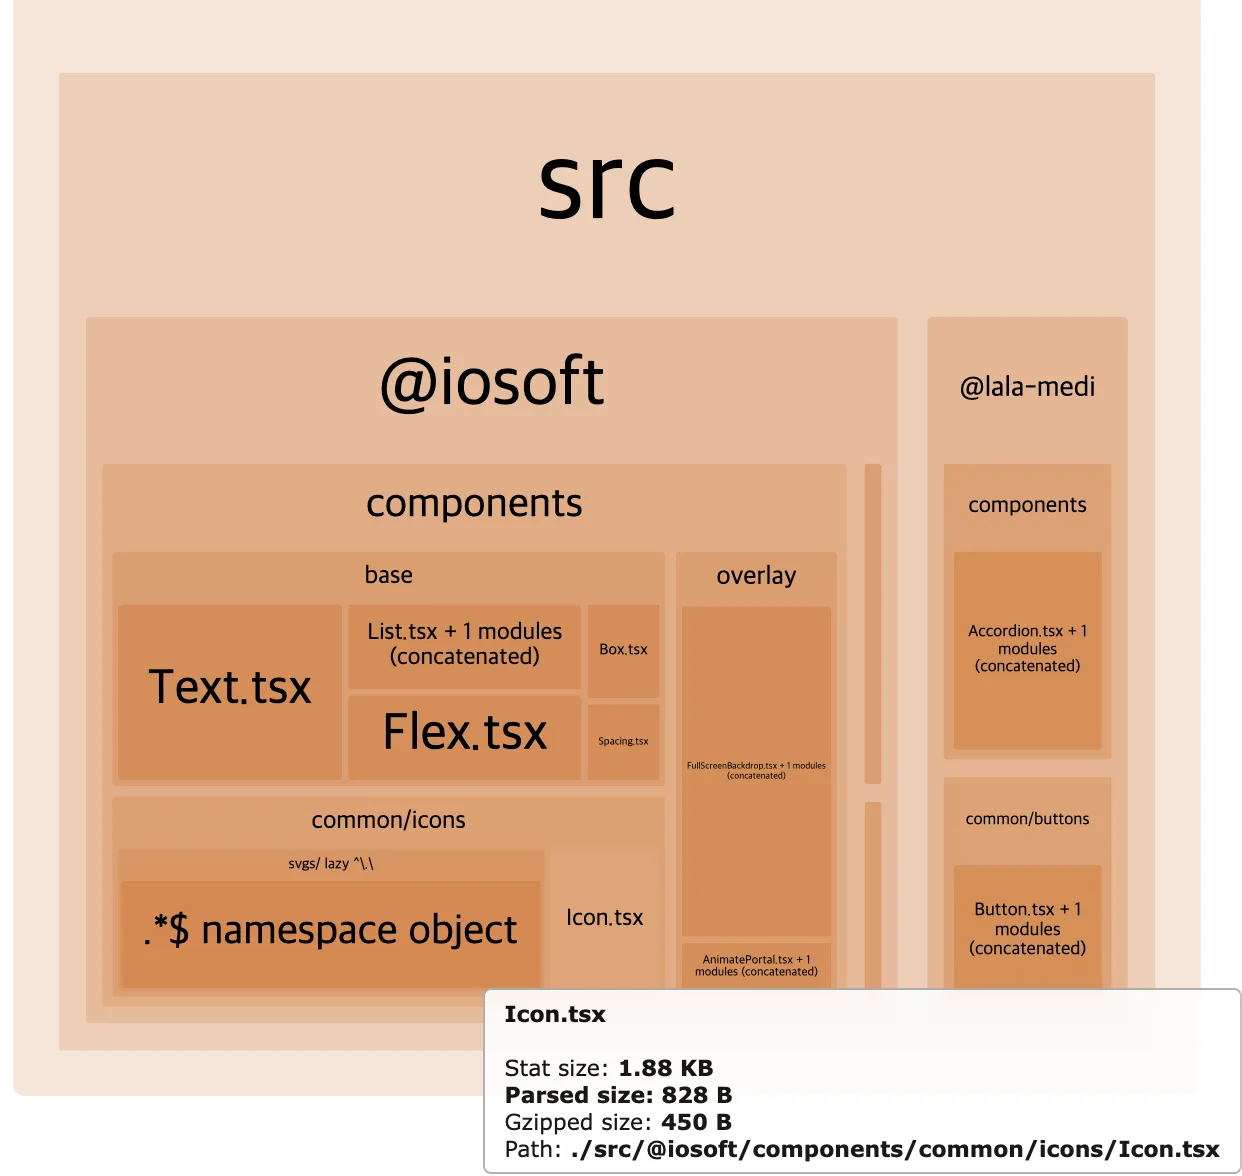 src
@iosoft
@lala-medi
components
base
Text.tsx
List.tsx + 1 modules
(concatenated)
Flex.tsx
Box.tsx
Spacing.tsx
common/icons
svgs/ lazy ^\.\
.*$ namespace object
Icon.tsx
overlay
FullScreenBackdrop.tsx + 1 modules
(concatenated)
AnimatePortal.tsx + 1
modules (concatenated)
components
Accordion.tsx + 1
modules
(concatenated)
common/buttons
Button.tsx + 1
modules
(concatenated)
Icon.tsx
Stat size: 1.88 KB
Parsed size: 828 B
Gzipped size: 450 B
Path: ./src/@iosoft/components/common/icons/Icon.tsx